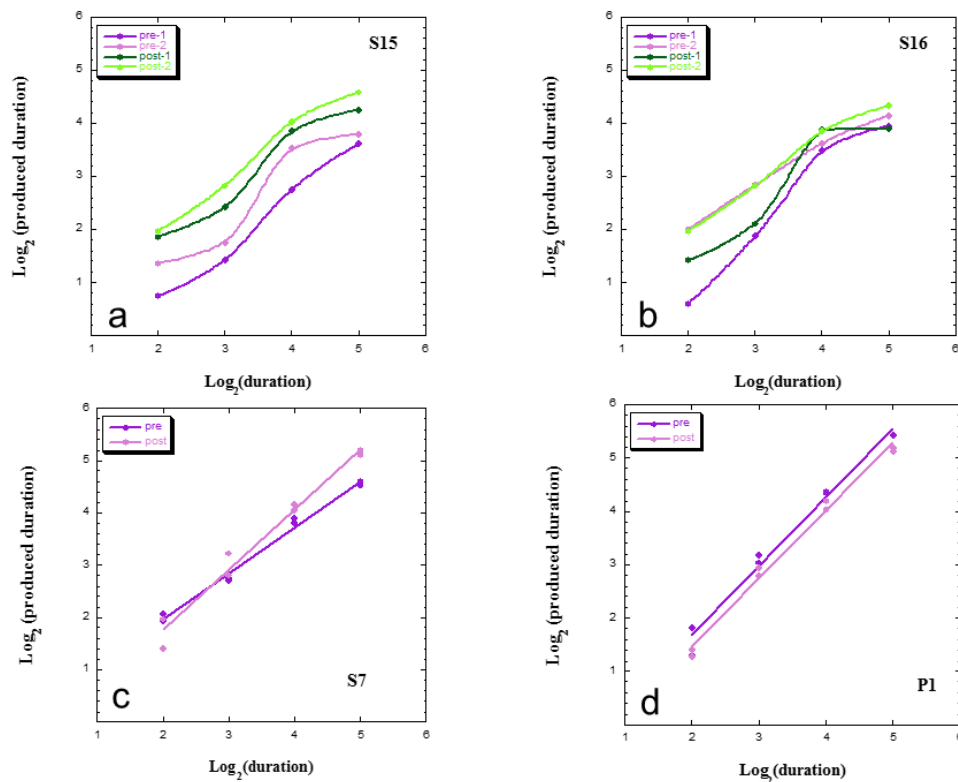 6
pre-1
pre-2
post-1
post-2
S15
5
4
3
2
1
Log2 (produced duration)
a
1 2 3 4 5 6
Log2(duration)
6
pre-1
pre-2
post-1
post-2
S16
5
4
3
2
1
Log2 (produced duration)
b
1 2 3 4 5 6
Log2(duration)
6
pre
post
5
4
3
2
1
Log2 (produced duration)
c
S7
1 2 3 4 5 6
Log2(duration)
6
pre
post
5
4
3
2
1
Log2 (produced duration)
d
P1
1 2 3 4 5 6
Log2(duration)